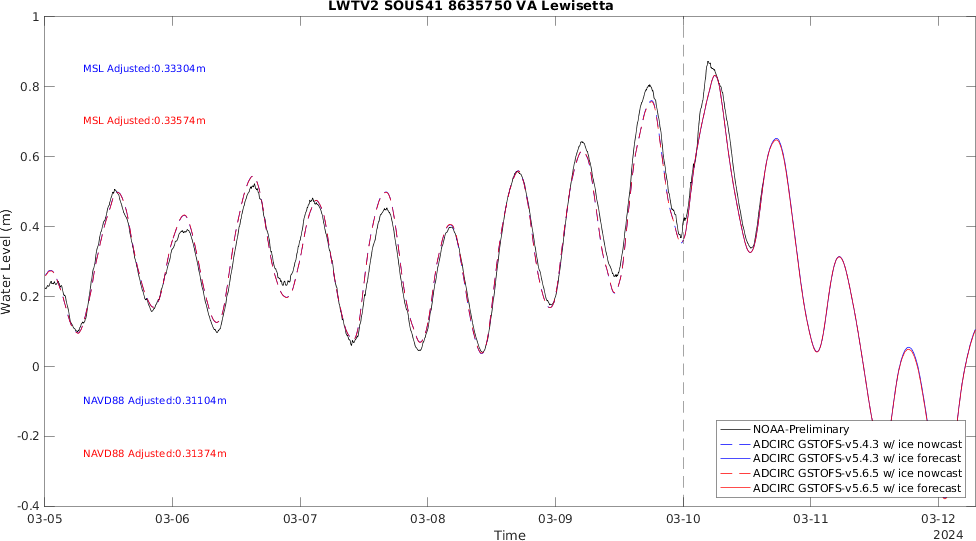 LWTV2 SOUS41 8635750 VA Lewisetta
1
0.8
0.6
0.4
0.2
0
-0.2
-0.4
Water Level (m)
MSL Adjusted:0.33304m
MSL Adjusted:0.33574m
NAVD88 Adjusted:0.31104m
NAVD88 Adjusted:0.31374m
NOAA-Preliminary
ADCIRC GSTOFS-v5.4.3 w/ ice nowcast
ADCIRC GSTOFS-v5.4.3 w/ ice forecast
ADCIRC GSTOFS-v5.6.5 w/ ice nowcast
ADCIRC GSTOFS-v5.6.5 w/ ice forecast
03-05 03-06 03-07 03-08 03-09 03-10 03-11 03-12
Time
2024